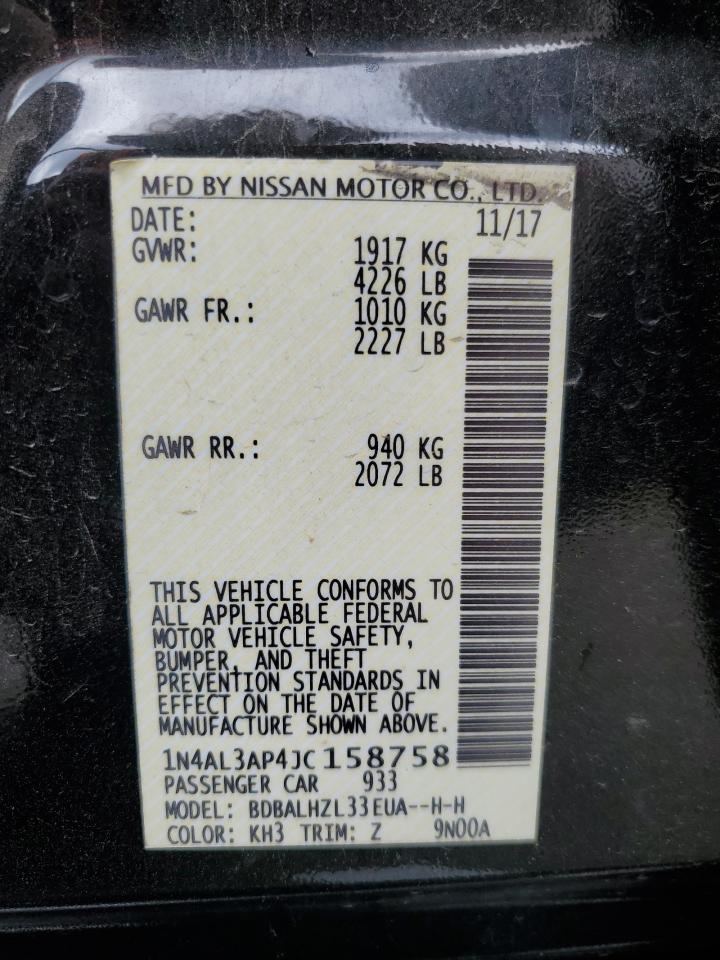 MFD BY NISSAN MOTOR CO., LTD.
DATE: 11/17
GVWR: 1917 KG
4226 LB
GAWR FR.: 1010 KG
2227 LB
GAWR RR.: 940 KG
2072 LB
THIS VEHICLE CONFORMS TO
ALL APPLICABLE FEDERAL
MOTOR VEHICLE SAFETY,
BUMPER, AND THEFT
PREVENTION STANDARDS IN
EFFECT ON THE DATE OF
MANUFACTURE SHOWN ABOVE.
1N4AL3AP4JC158758
PASSENGER CAR 933
MODEL: BDBALHZL33EUA--H-H
COLOR: KH3 TRIM: Z 9N00A